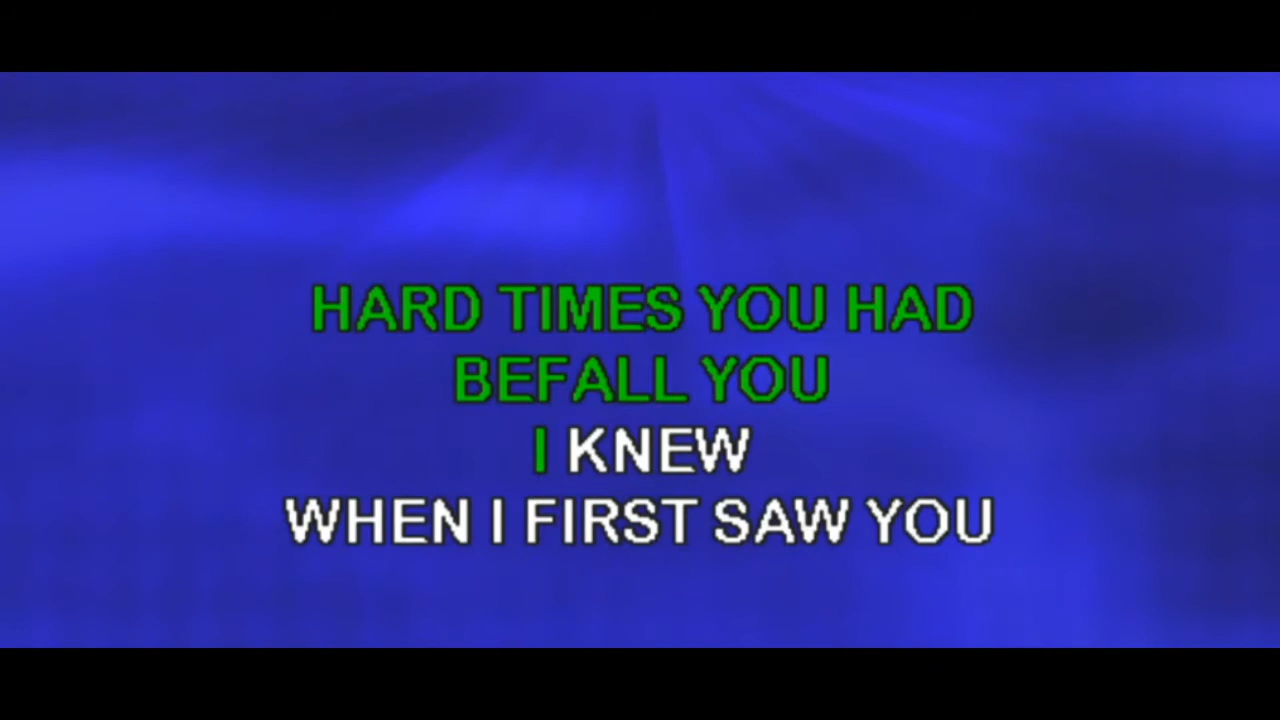 HARD TIMES YOU HAD
BEFALL YOU
I KNEW
WHEN I FIRST SAW YOU